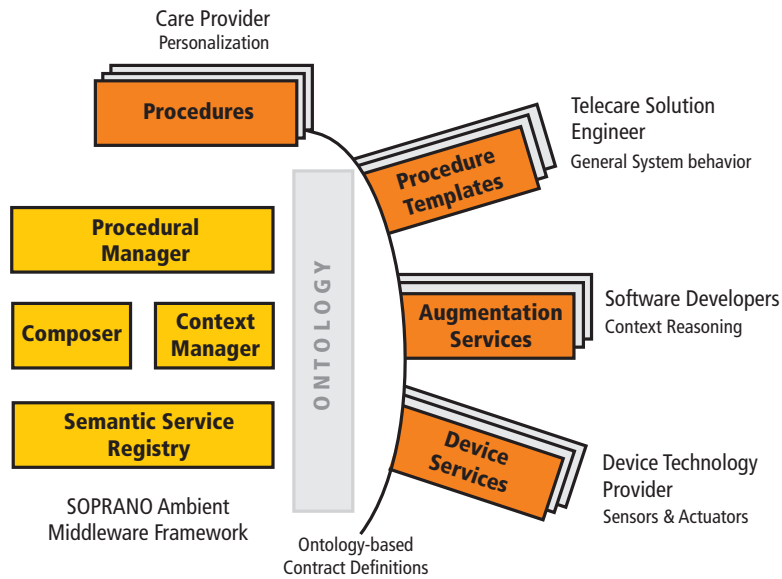 Care Provider
Personalization
Procedures
Telecare Solution
Engineer
General System behavior
Procedure
Templates
Procedural
Manager
ONTOLOGY
Composer
Context
Manager
Augmentation
Services
Software Developers
Context Reasoning
Semantic Service
Registry
Device
Services
Device Technology
Provider
Sensors & Actuators
SOPRANO Ambient
Middleware Framework
Ontology-based
Contract Definitions